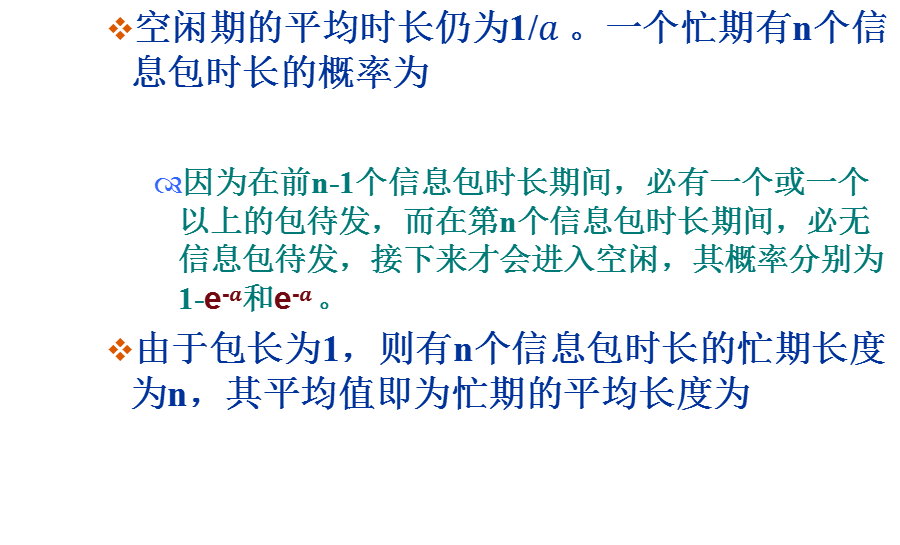 ❖空闲期的平均时长仍为1/a 。一个忙期有n个信
息包时长的概率为
因为在前n-1个信息包时长期间，必有一个或一个
以上的包待发，而在第n个信息包时长期间，必无
信息包待发，接下来才会进入空闲，其概率分别为
1-e-a和e-a 。
❖由于包长为1，则有n个信息包时长的忙期长度
为n，其平均值即为忙期的平均长度为